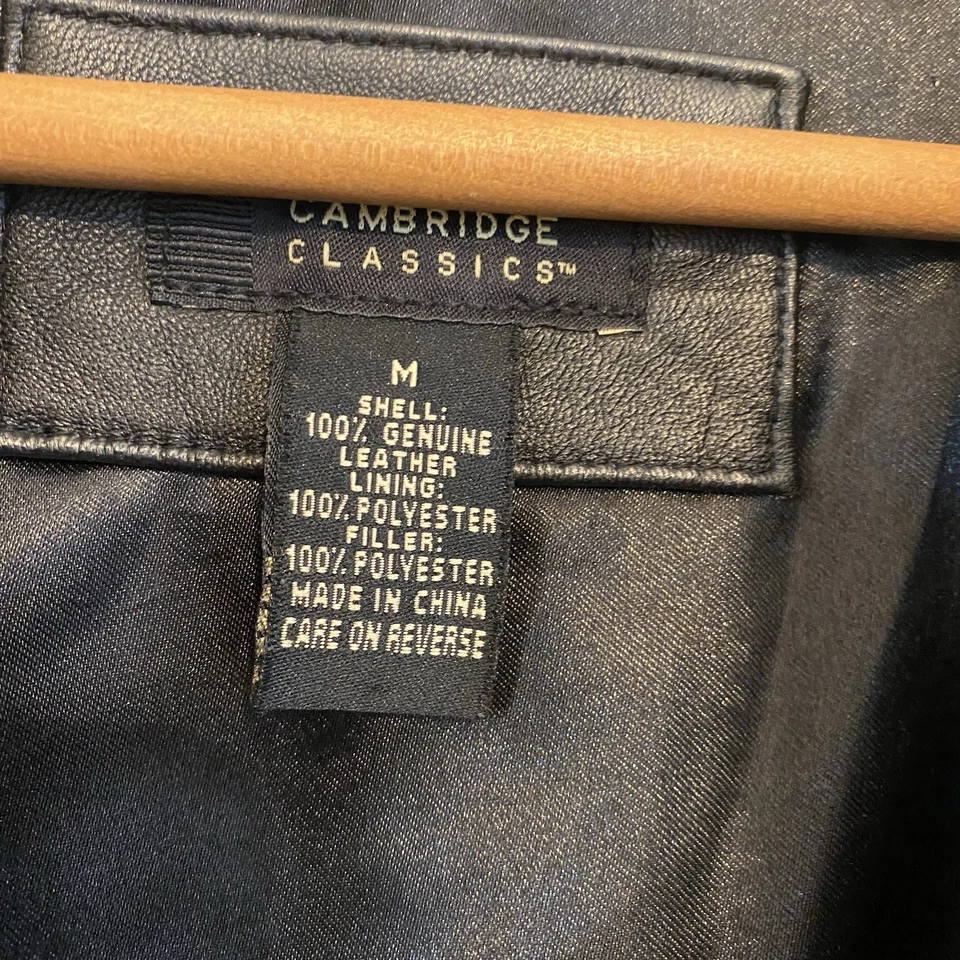 CAMBRIDGE
CLASSICS™
M
SHELL:
100% GENUINE
LEATHER
LINING:
100% POLYESTER
FILLER:
100% POLYESTER
MADE IN CHINA
CARE ON REVERSE